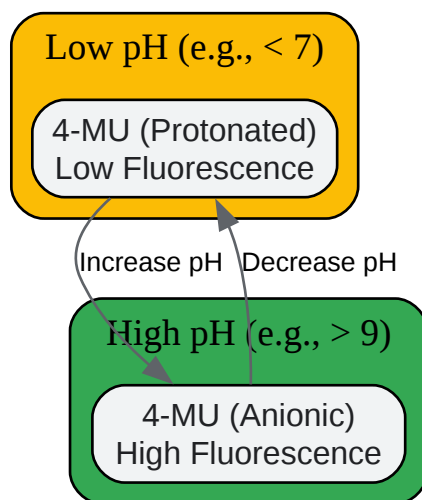 Low pH (e.g., < 7)
4-MU (Protonated)
Low Fluorescence
Increase pH
Decrease pH
High pH (e.g., > 9)
4-MU (Anionic)
High Fluorescence